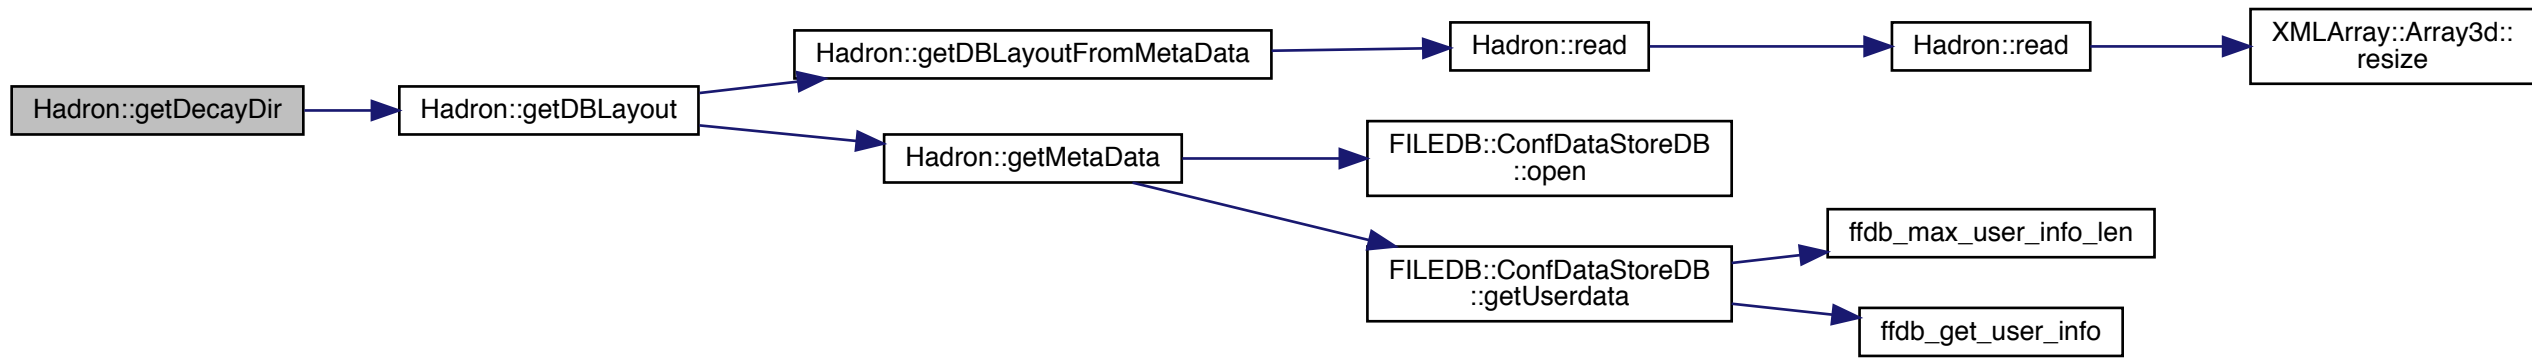 Hadron::getDecayDir
Hadron::getDBLayout
Hadron::getDBLayoutFromMetaData
Hadron::read
Hadron::read
XMLArray::Array3d::
resize
Hadron::getMetaData
FILEDB::ConfDataStoreDB
::open
FILEDB::ConfDataStoreDB
::getUserdata
ffdb_max_user_info_len
ffdb_get_user_info